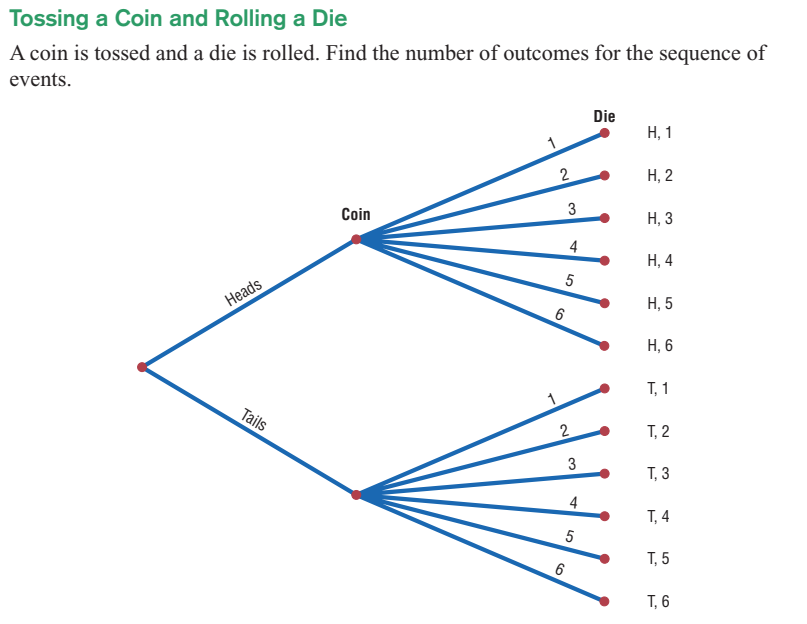 Tossing a Coin and Rolling a Die
A coin is tossed and a die is rolled. Find the number of outcomes for the sequence of
events.
Die
1
H, 1
2
H, 2
Coin
3
H, 3
4
H, 4
Heads
5
H, 5
6
H, 6
1
T, 1
Tails
2
T, 2
3
T, 3
4
T, 4
5
T, 5
6
T, 6